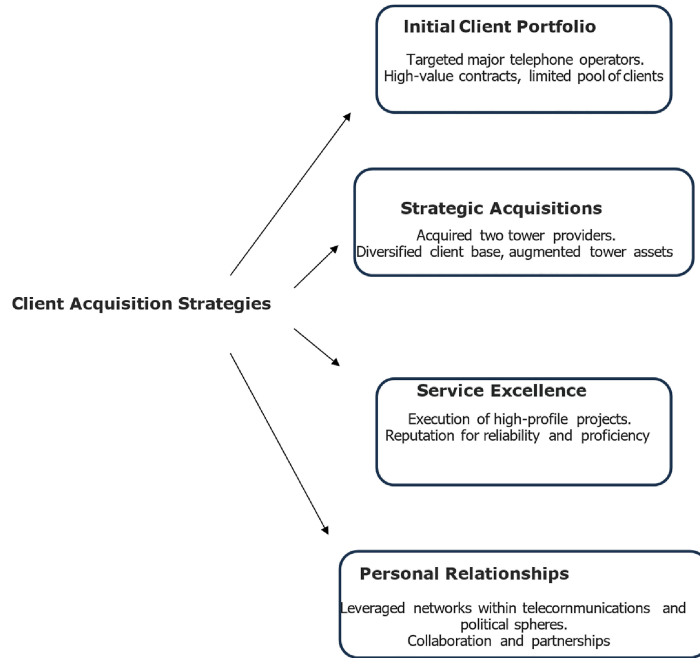 Initial Client Portfolio
Targeted major telephone operators.
High-value contracts, limited pool of clients
Strategic Acquisitions
Acquired two tower providers.
Diversified client base, augmented tower assets
Client Acquisition Strategies
Service Excellence
Execution of high-profile projects.
Reputation for reliability and proficiency
Personal Relationships
Leveraged networks within telecornmunications and
political spheres.
Collaboration and partnerships